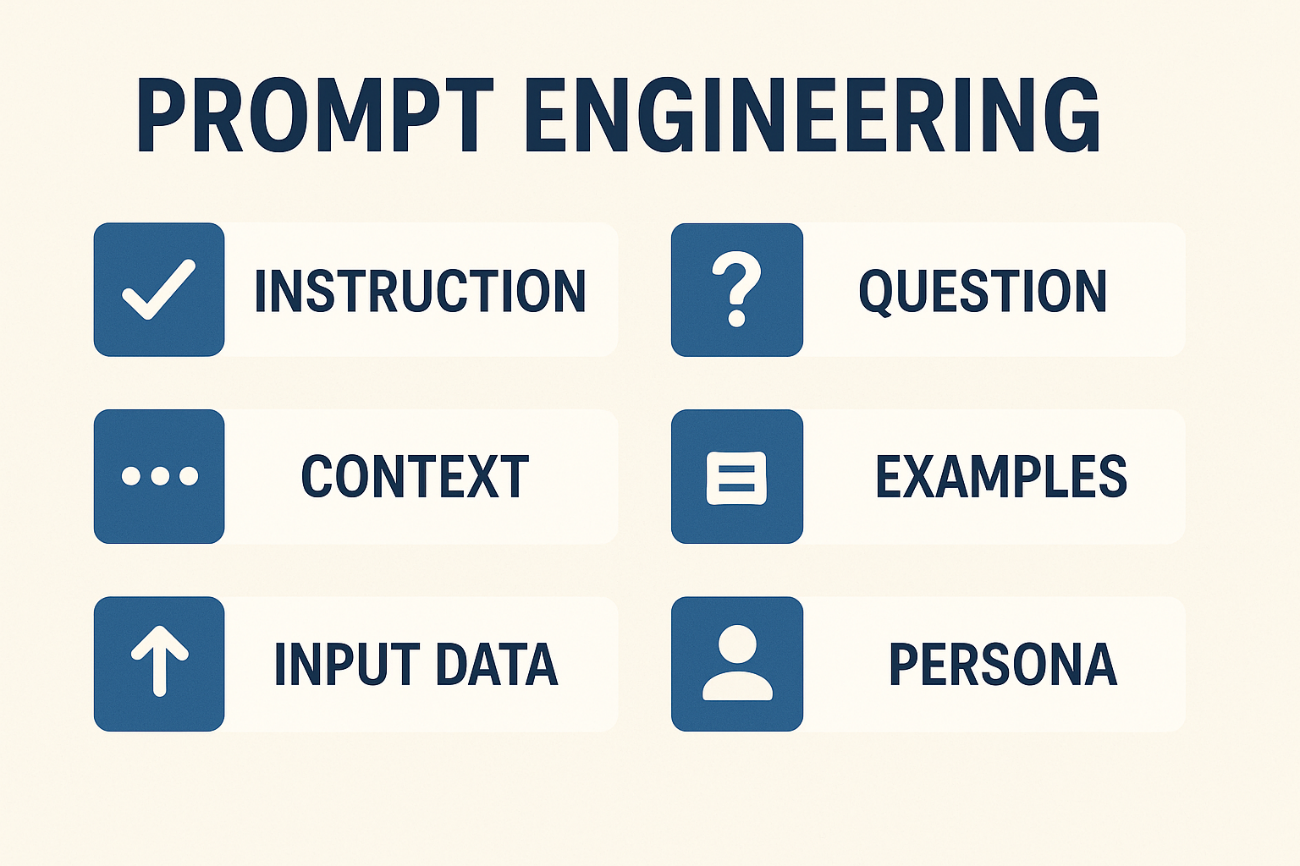 PROMPT ENGINEERING
INSTRUCTION
QUESTION
CONTEXT
EXAMPLES
INPUT DATA
PERSONA